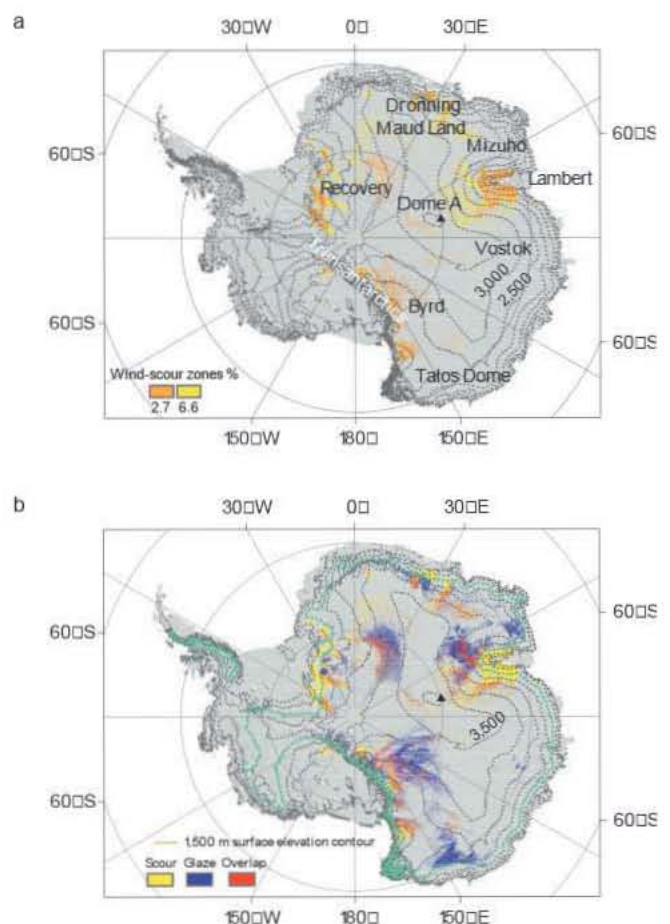 a
30□W 0□ 30□E
Dronning
Maud Land
60□S 60□S
Mizuho
Recovery Lambert
Dome A
Vostok
Transantarctic
3,000
2,500
Byrd
60□S 60□S
Wind-scour zones %
2.7 6.6
Talos Dome
150□W 180□ 150□E
b
30□W 0□ 30□E
60□S 60□S
3,500
60□S 60□S
1,500 m surface elevation contour
Scour Glaze Overlap
150□W 180□ 150□E